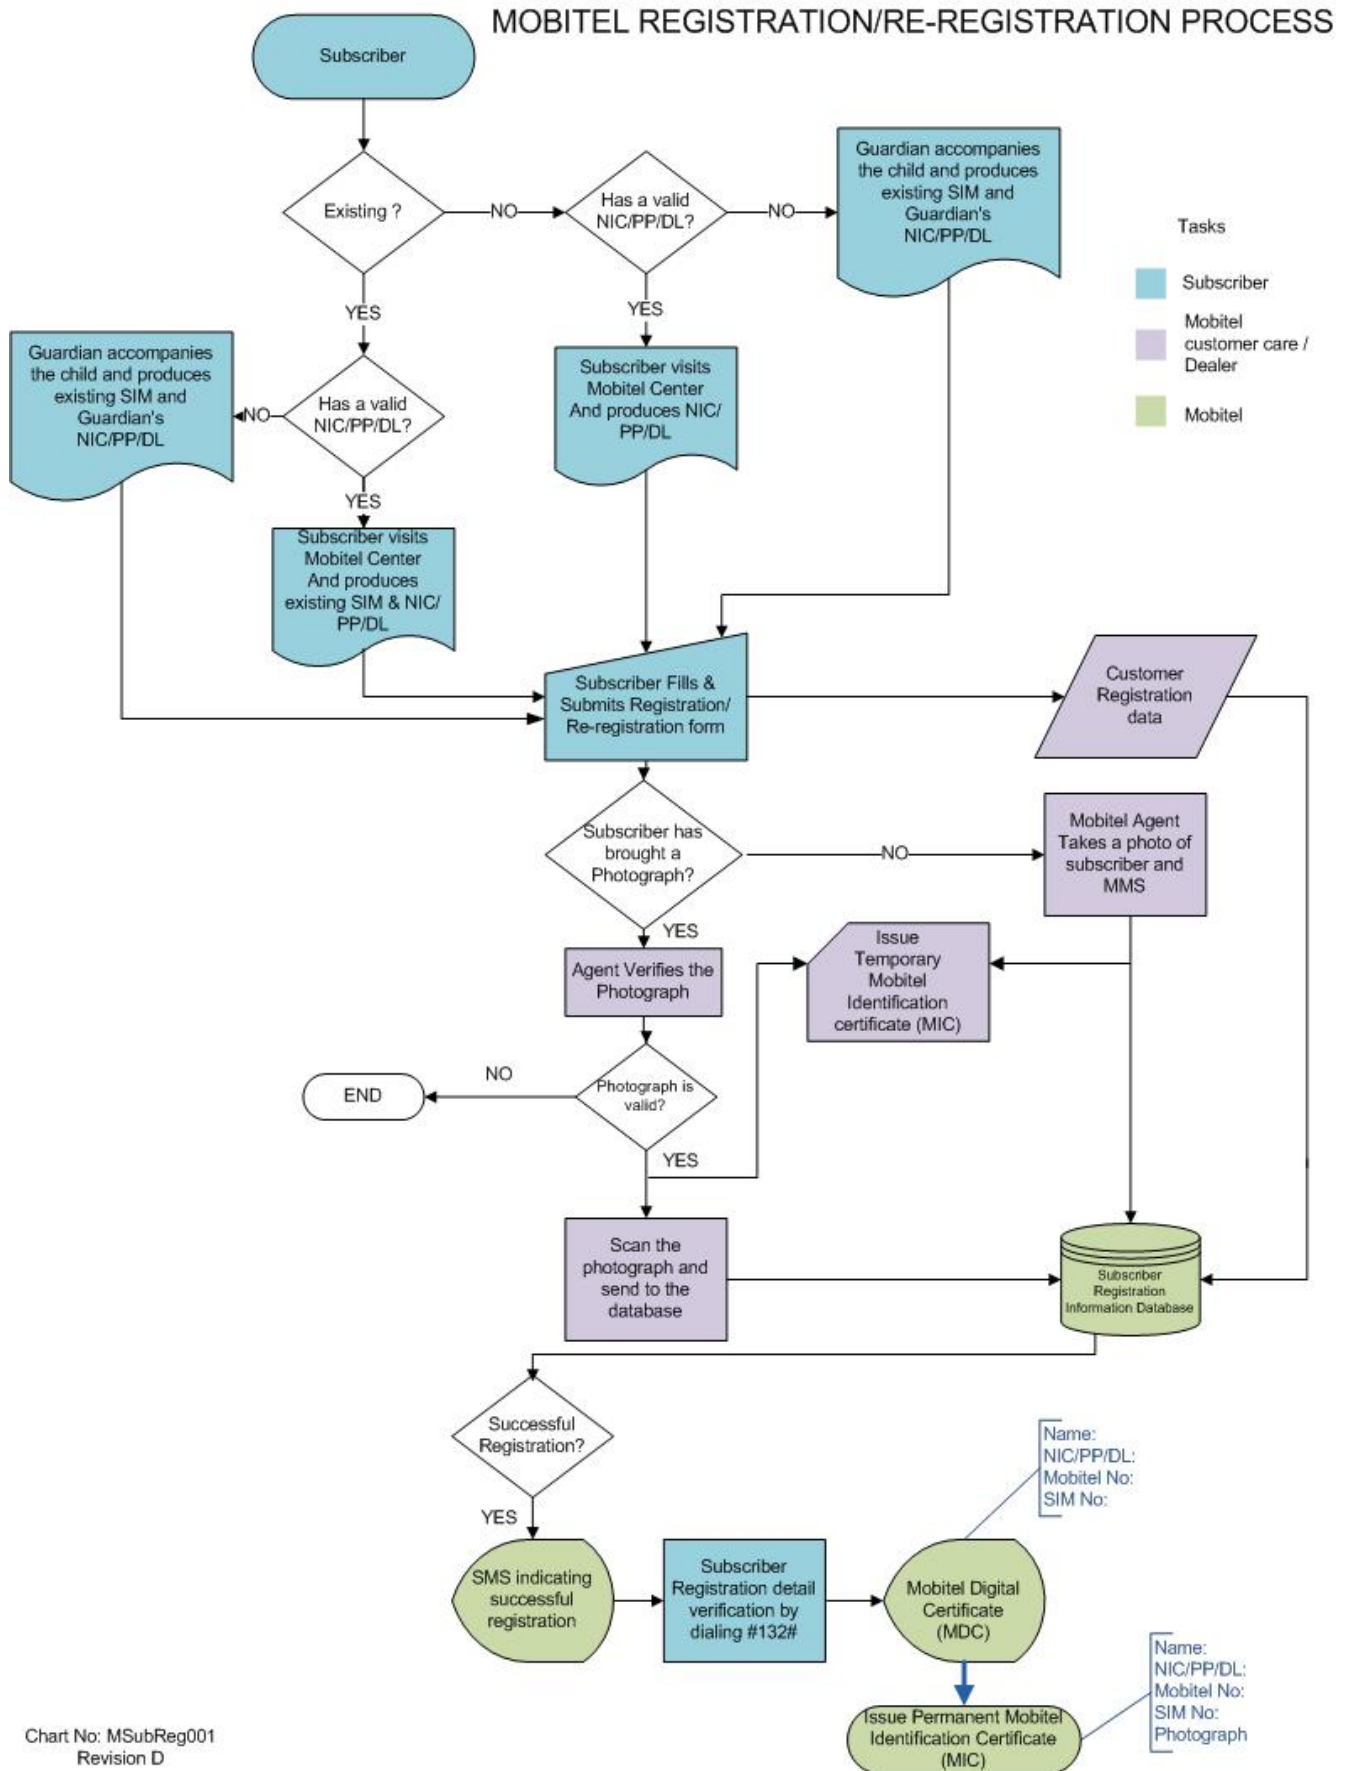 MOBITEL REGISTRATION/RE-REGISTRATION PROCESS
Subscriber
Existing ?
NO
Has a valid
NIC/PP/DL?
NO
Guardian accompanies
the child and produces
existing SIM and
Guardian's
NIC/PP/DL
Tasks
Subscriber
Mobitel
customer care /
Dealer
Mobitel
YES
YES
Guardian accompanies
the child and produces
existing SIM and
Guardian's
NIC/PP/DL
NO
Has a valid
NIC/PP/DL?
Subscriber visits
Mobitel Center
And produces NIC/
PP/DL
YES
Subscriber visits
Mobitel Center
And produces
existing SIM & NIC/
PP/DL
Subscriber Fills &
Submits Registration/
Re-registration form
Customer
Registration
data
Subscriber has
brought a
Photograph?
NO
Mobitel Agent
Takes a photo of
subscriber and
MMS
YES
Agent Verifies the
Photograph
Issue
Temporary
Mobitel
Identification
certificate (MIC)
END
NO
Photograph is
valid?
YES
Scan the
photograph and
send to the
database
Subscriber
Registration
Information Database
Successful
Registration?
YES
Name:
NIC/PP/DL:
Mobitel No:
SIM No:
SMS indicating
successful
registration
Subscriber
Registration detail
verification by
dialing #132#
Mobitel Digital
Certificate
(MDC)
Name:
NIC/PP/DL:
Mobitel No:
SIM No:
Photograph
Issue Permanent Mobitel
Identification Certificate
(MIC)
Chart No: MSubReg001
Revision D